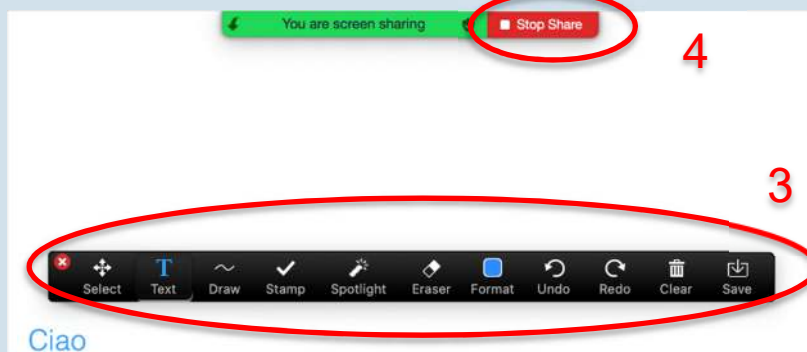 You are screen sharing Stop Share
4
3
Select Text Draw Stamp Spotlight Eraser Format Undo Redo Clear Save
Ciao